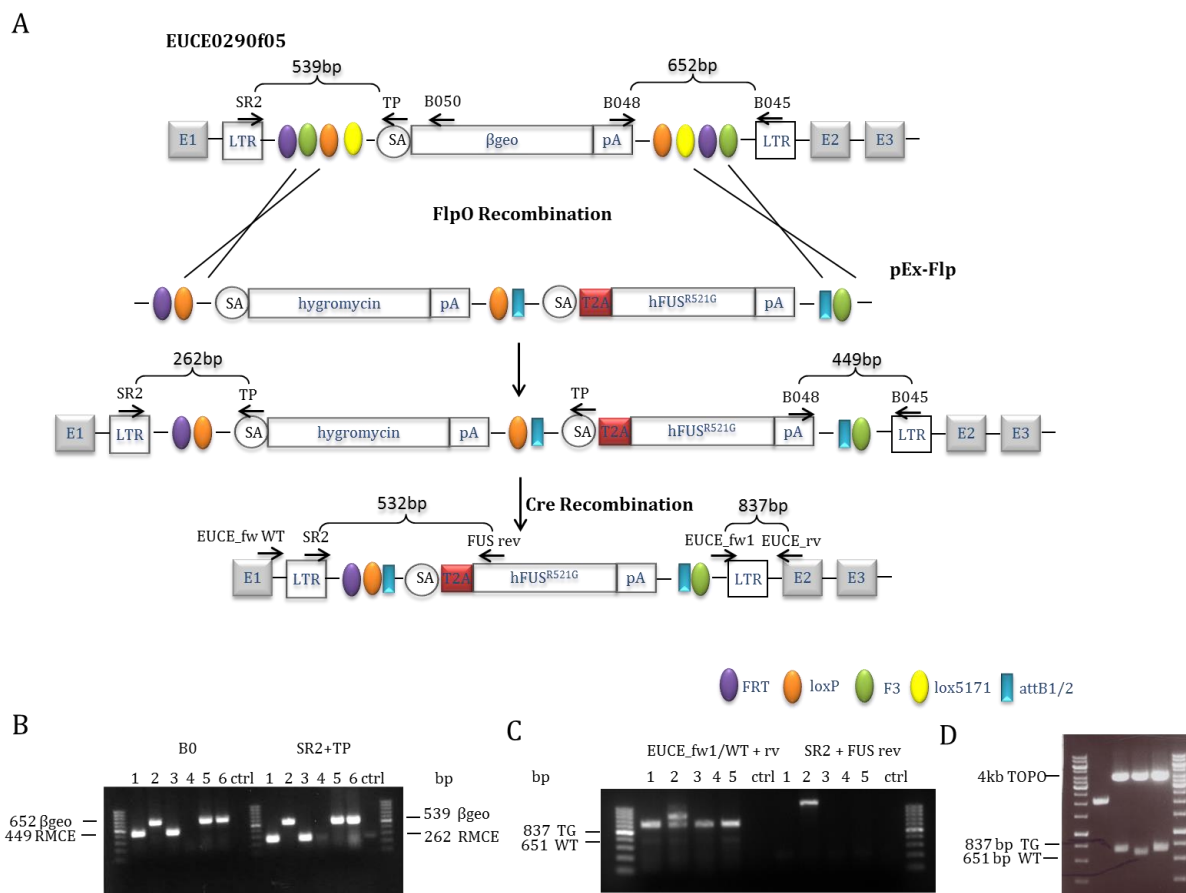 A
EUCE0290f05
539bp
652bp
SR2
TP
B050
B048
B045
E1
LTR
SA
βgeo
pA
LTR
E2
E3
FlpO Recombination
pEx-Flp
SA
hygromycin
pA
SA
T2A
hFUSR521G
pA
262bp
449bp
SR2
TP
TP
B048
B045
E1
LTR
SA
hygromycin
pA
SA
T2A
hFUSR521G
pA
LTR
E2
E3
Cre Recombination
532bp
837bp
EUCE_fw WT
SR2
FUS rev
EUCE_fw1
EUCE_rv
E1
LTR
SA
T2A
hFUSR521G
pA
LTR
E2
E3
FRT
loxP
F3
lox5171
attB1/2
B
B0
SR2+TP
1 2 3 4 5 6 ctrl 1 2 3 4 5 6 ctrl
bp
652 βgeo
449 RMCE
539 βgeo
262 RMCE
C
EUCE_fw1/WT + rv
SR2 + FUS rev
bp
1 2 3 4 5 ctrl 1 2 3 4 5 ctrl
837 TG
651 WT
D
4kb TOPO
837 bp TG
651 bp WT